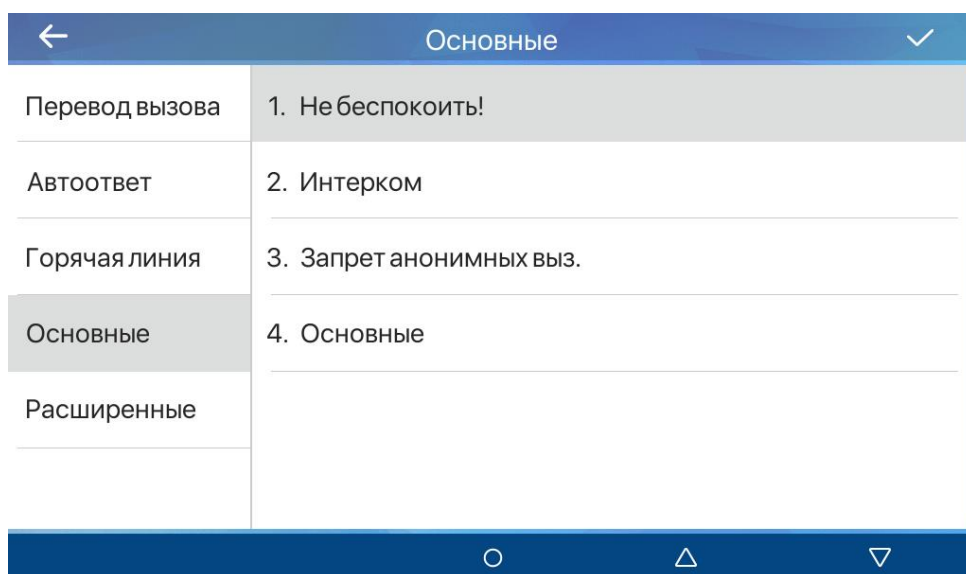 Основные
Перевод вызова
Автоответ
Горячая линия
Основные
Расширенные
1. Не беспокоить!
2. Интерком
3. Запрет анонимных выз.
4. Основные